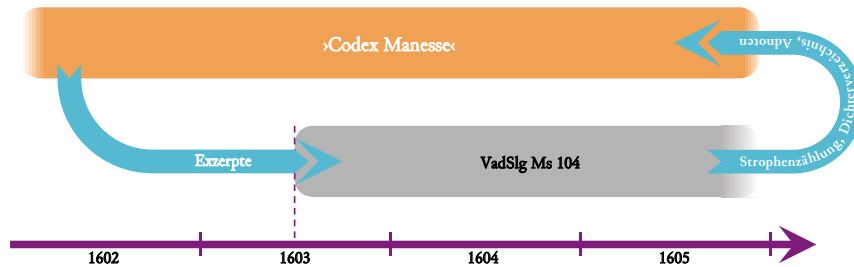 ›Codex Manesse‹
Strophenzählung, Dichterverzeichnis, Adnoten
Exzerpte
VadSlg Ms 104
1602
1603
1604
1605